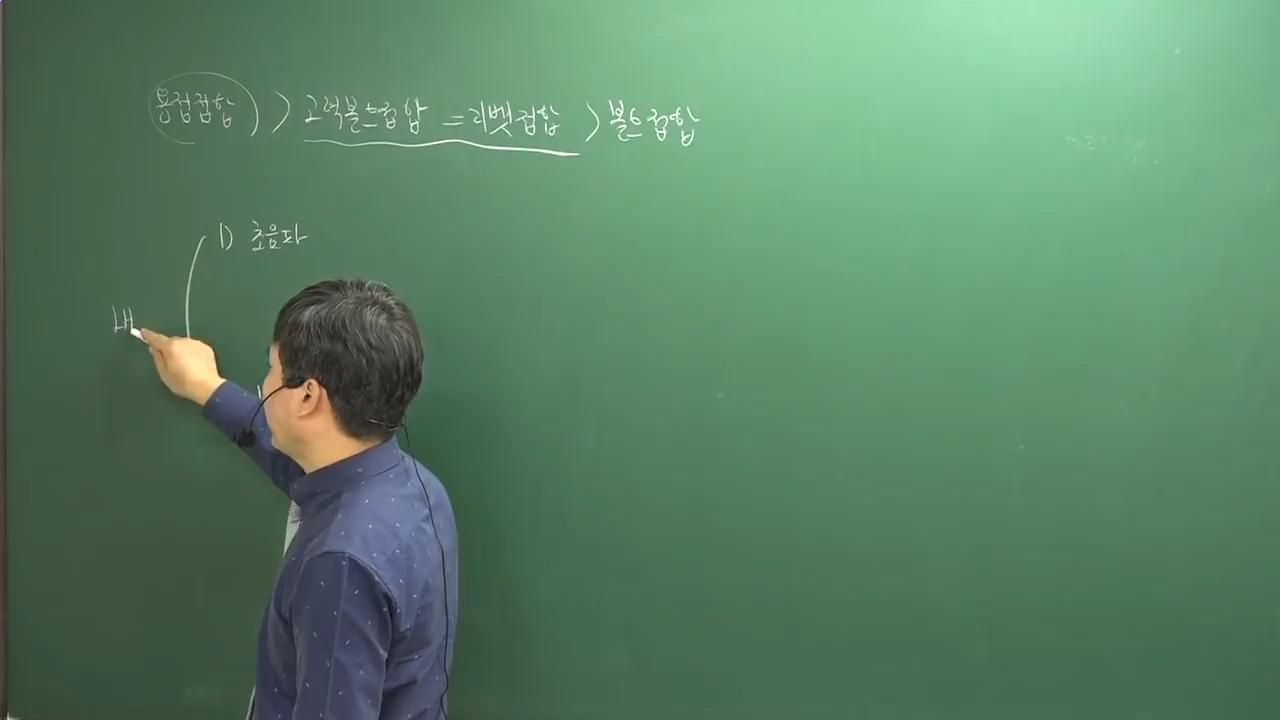 용접접합 > 고력볼트접합 = 리벳접합 > 볼트접합
1) 초음파
내